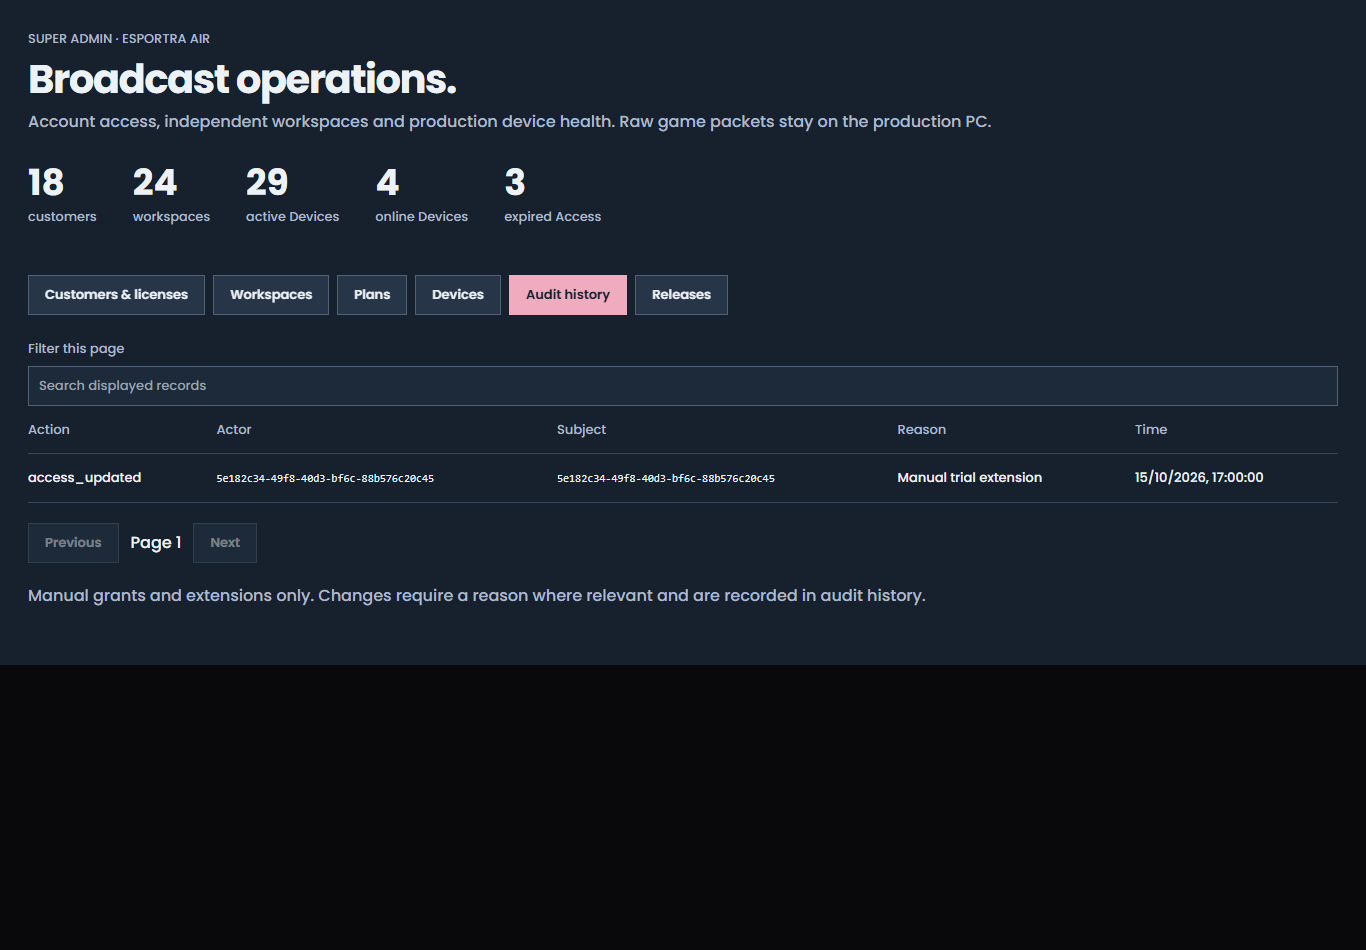 SUPER ADMIN · ESPORTRA AIR
Broadcast operations.
Account access, independent workspaces and production device health. Raw game packets stay on the production PC.
18 24 29 4 3
customers workspaces active Devices online Devices expired Access
Customers & licenses Workspaces Plans Devices Audit history Releases
Filter this page
Search displayed records
Action Actor Subject Reason Time
access_updated 5e182c34-49f8-40d3-bf6c-88b576c20c45 5e182c34-49f8-40d3-bf6c-88b576c20c45 Manual trial extension 15/10/2026, 17:00:00
Previous Page 1 Next
Manual grants and extensions only. Changes require a reason where relevant and are recorded in audit history.